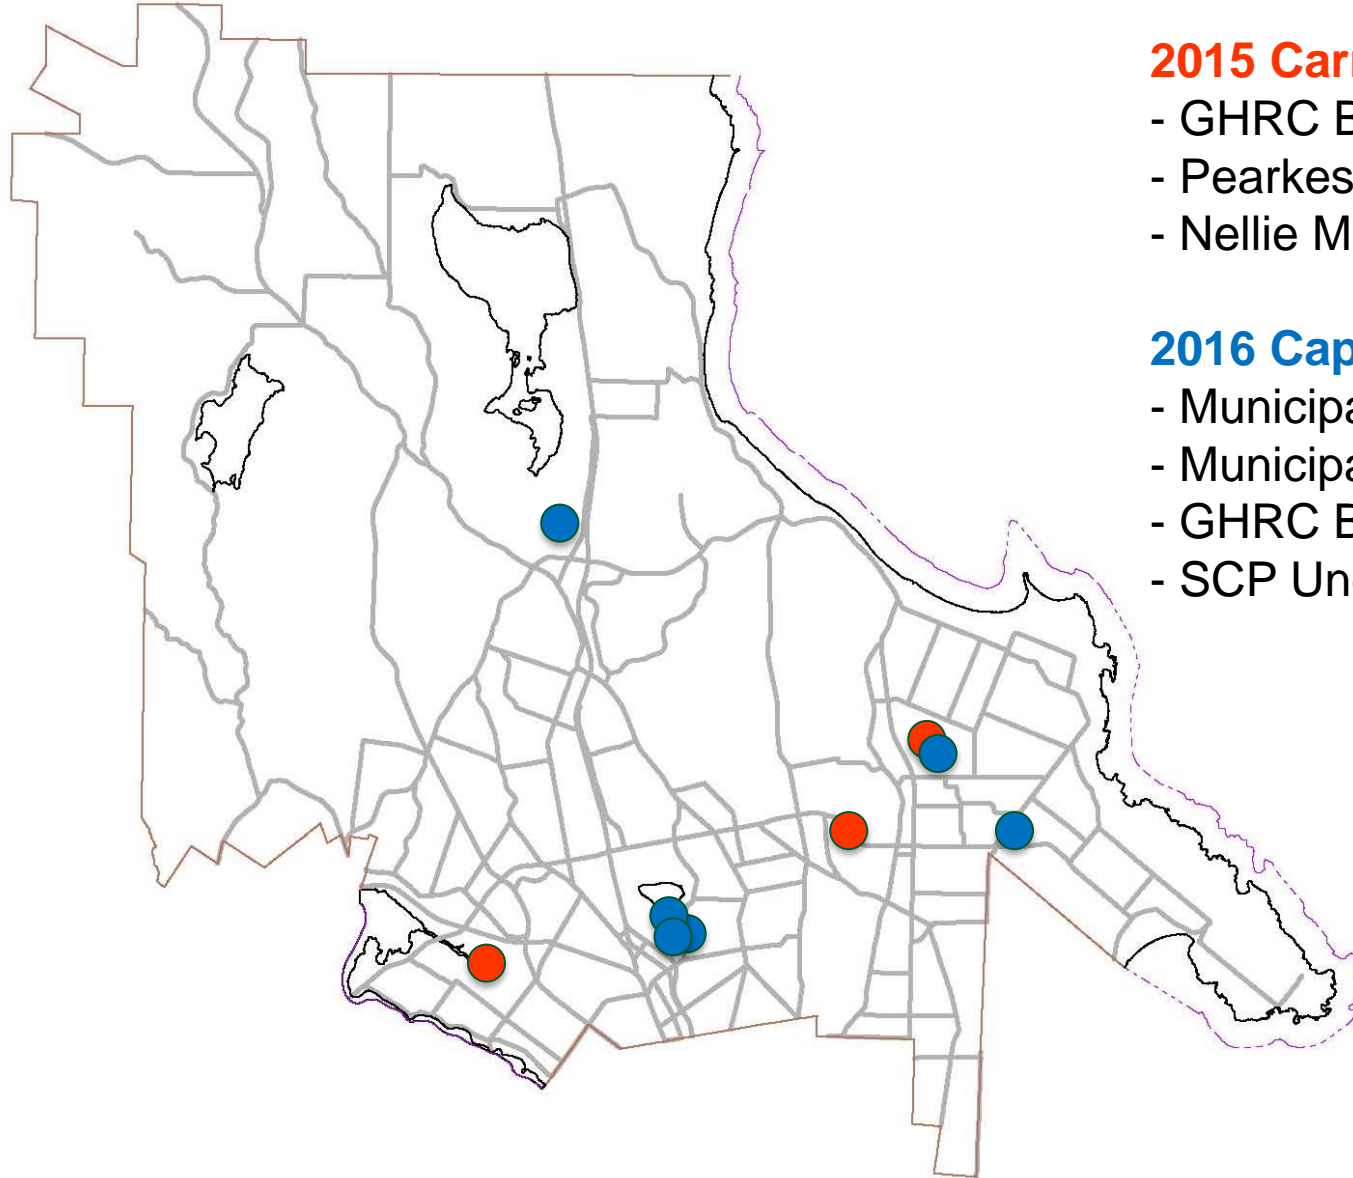 2015 Car
- GHRC
- Pearkes
- Nellie M
2016 Cap
- Municipa
- Municipa
- GHRC
- SCP Un